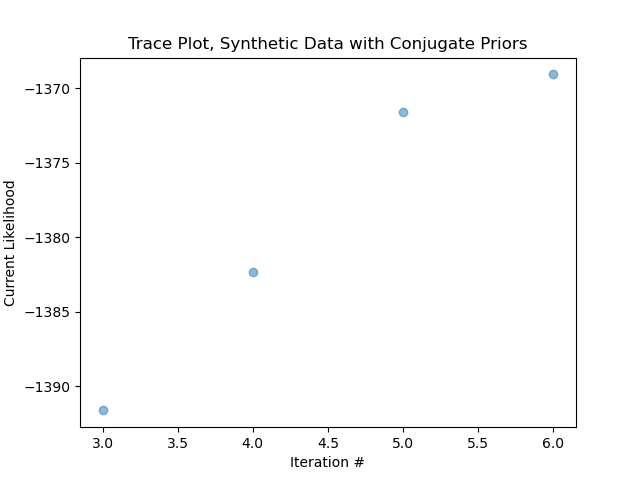 Trace Plot, Synthetic Data with Conjugate Priors
Current Likelihood
−1370
−1375
−1380
−1385
−1390
3.0 3.5 4.0 4.5 5.0 5.5 6.0
Iteration #